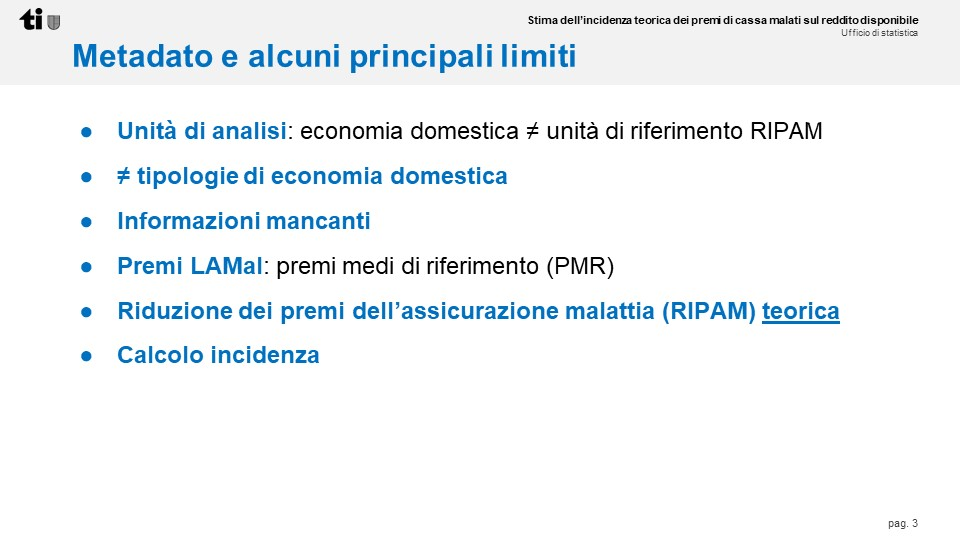 ti
Stima dell’incidenza teorica dei premi di cassa malati sul reddito disponibile
Ufficio di statistica
Metadato e alcuni principali limiti
● Unità di analisi: economia domestica ≠ unità di riferimento RIPAM
● ≠ tipologie di economia domestica
● Informazioni mancanti
● Premi LAMal: premi medi di riferimento (PMR)
● Riduzione dei premi dell’assicurazione malattia (RIPAM) teorica
● Calcolo incidenza
pag. 3